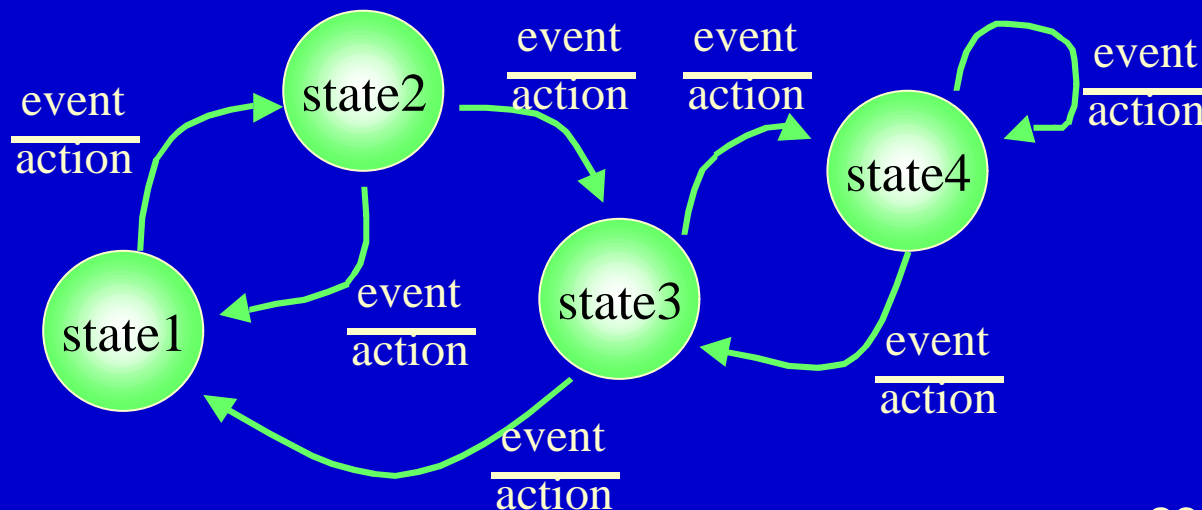 event
action
state2
event
action
event
action
event
action
state4
state1
event
action
state3
event
action
event
action